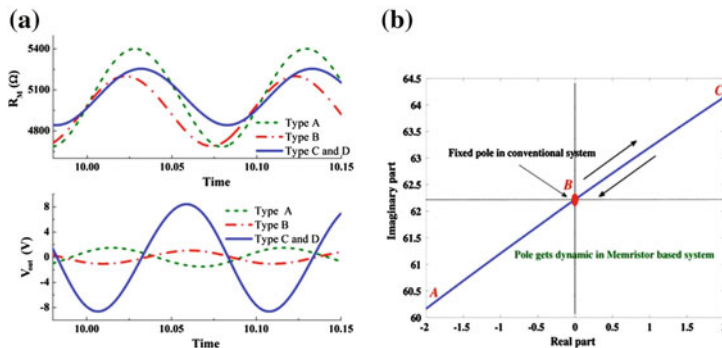 (a)
5400
R_M (Ω)
4800
Type A
Type B
Type C and D
10.00
10.05
10.10
10.15
Time
8
4
0
-4
-8
V_out (V)
Type A
Type B
Type C and D
10.00
10.05
10.10
10.15
Time
(b)
64.5
64
63.5
63
62.5
62
61.5
61
60.5
60
Imaginary part
C
Fixed pole in conventional system
B
Pole gets dynamic in Memristor based system
A
-2
-1.5
-1
-0.5
0
0.5
1
1.5
2
Real part